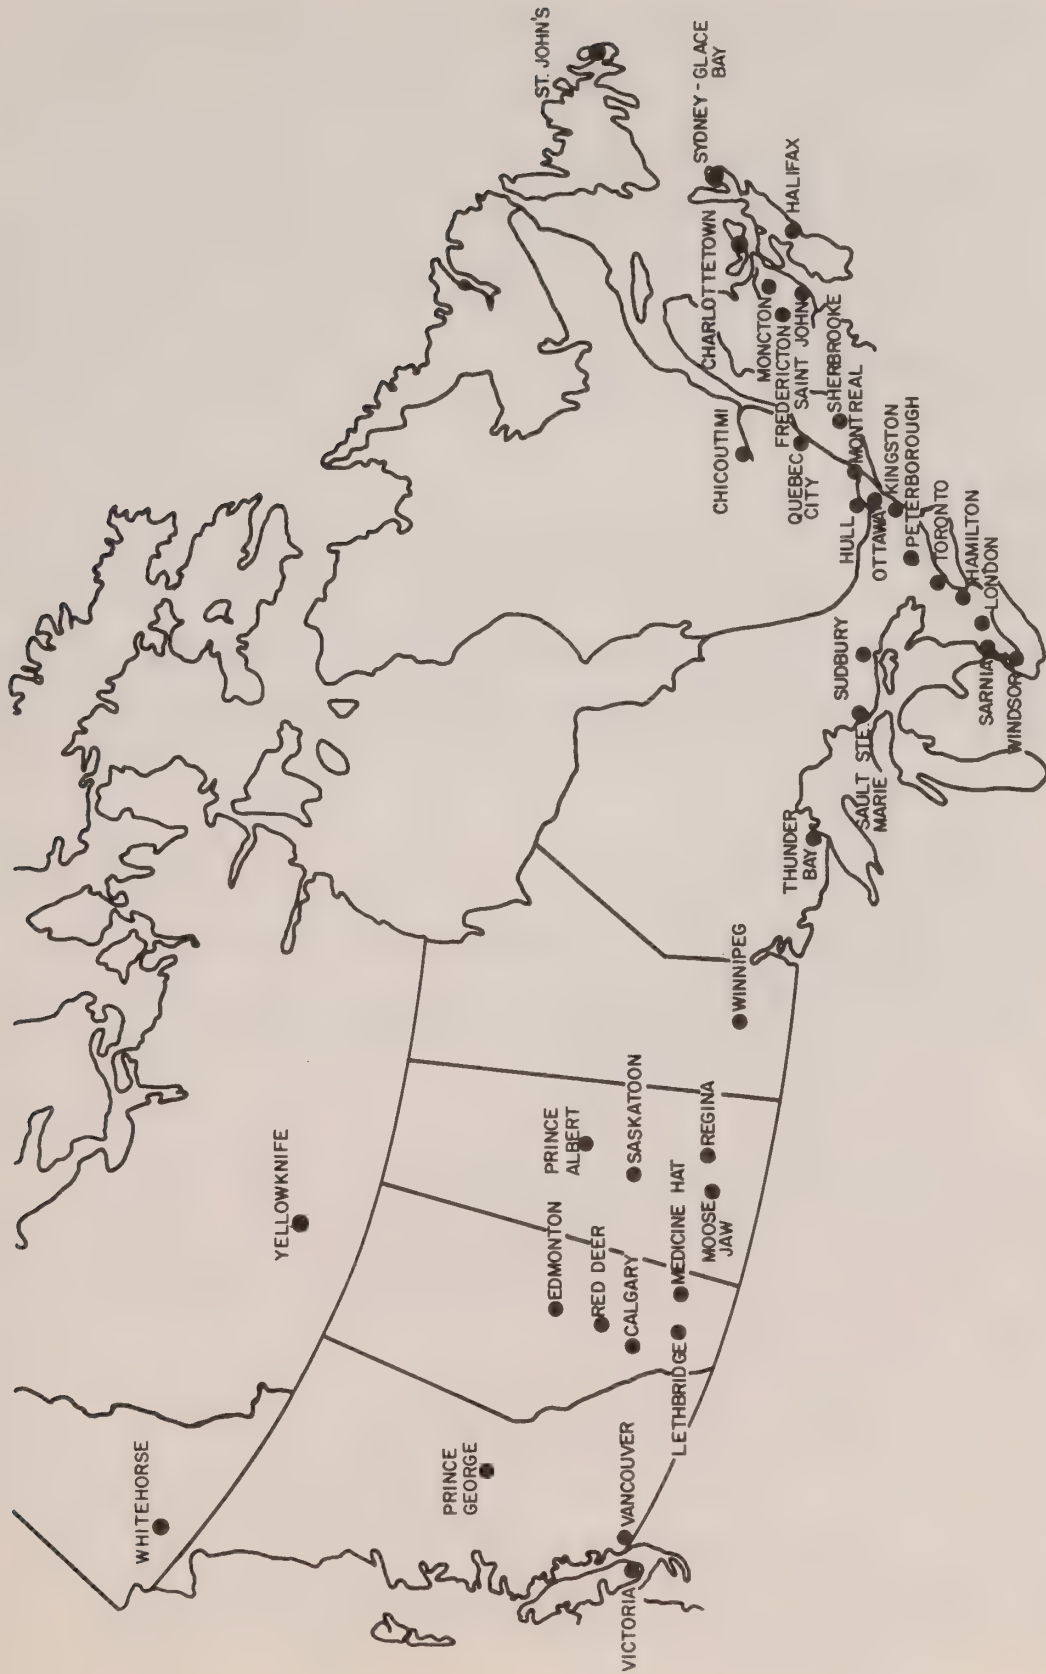 WHITEHORSE
YELLOWKNIFE
PRINCE
GEORGE
VICTORIA
VANCOUVER
EDMONTON
RED DEER
CALGARY
LETHBRIDGE
MEDICINE HAT
PRINCE
ALBERT
SASKATOON
MOOSE
JAW
REGINA
WINNIPEG
THUNDER
BAY
SAULT STE.
MARIE
SUDBURY
SARNIA
WINDSOR
LONDON
HAMILTON
TORONTO
PETERBOROUGH
KINGSTON
OTTAWA
HULL
MONTREAL
SHERBROOKE
QUEBEC
CITY
CHICOUTIMI
FREDERICTON
SAINT JOHN
MONCTON
CHARLOTTETOWN
HALIFAX
SYDNEY - GLACE
BAY
ST. JOHN'S